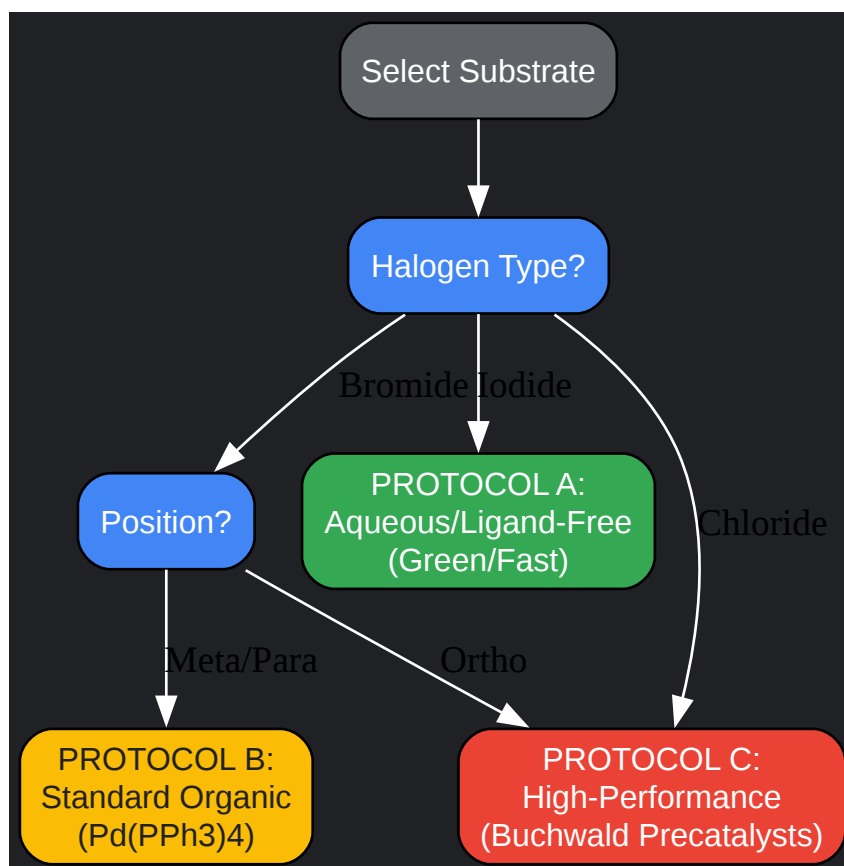 Select Substrate
Halogen Type?
Bromide
Iodide
Chloride
Position?
PROTOCOL A:
Aqueous/Ligand-Free
(Green/Fast)
Meta/Para
Ortho
PROTOCOL B:
Standard Organic
(Pd(PPh3)4)
PROTOCOL C:
High-Performance
(Buchwald Precatalysts)